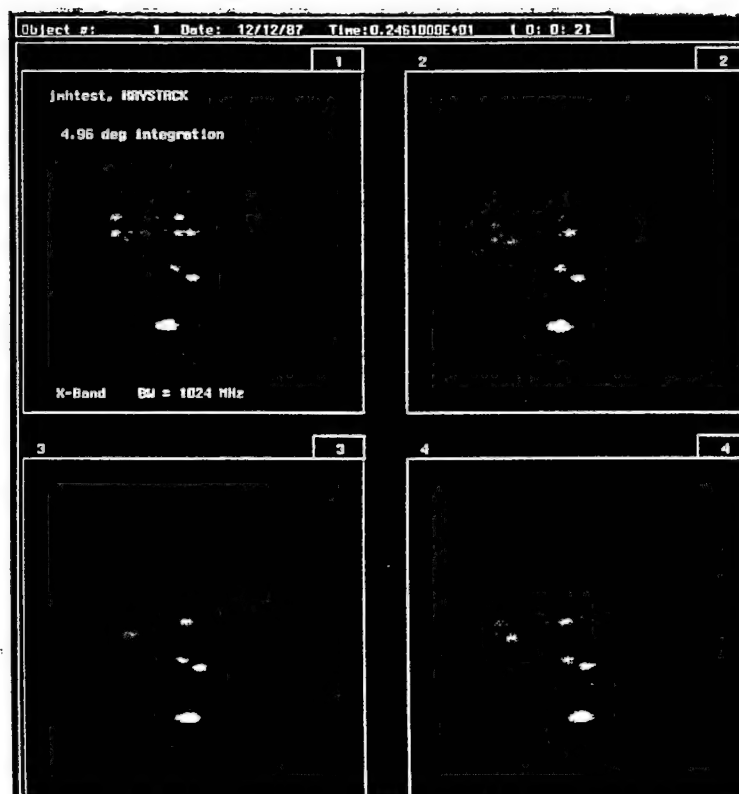 Object #: 1 Date: 12/12/87 Time:0.2461000E+01 ( 0: 0: 2)
1
2 2
jmhtest, HAYSTACK
4.96 deg integration
X-Band BW = 1024 MHz
3 3
4 4